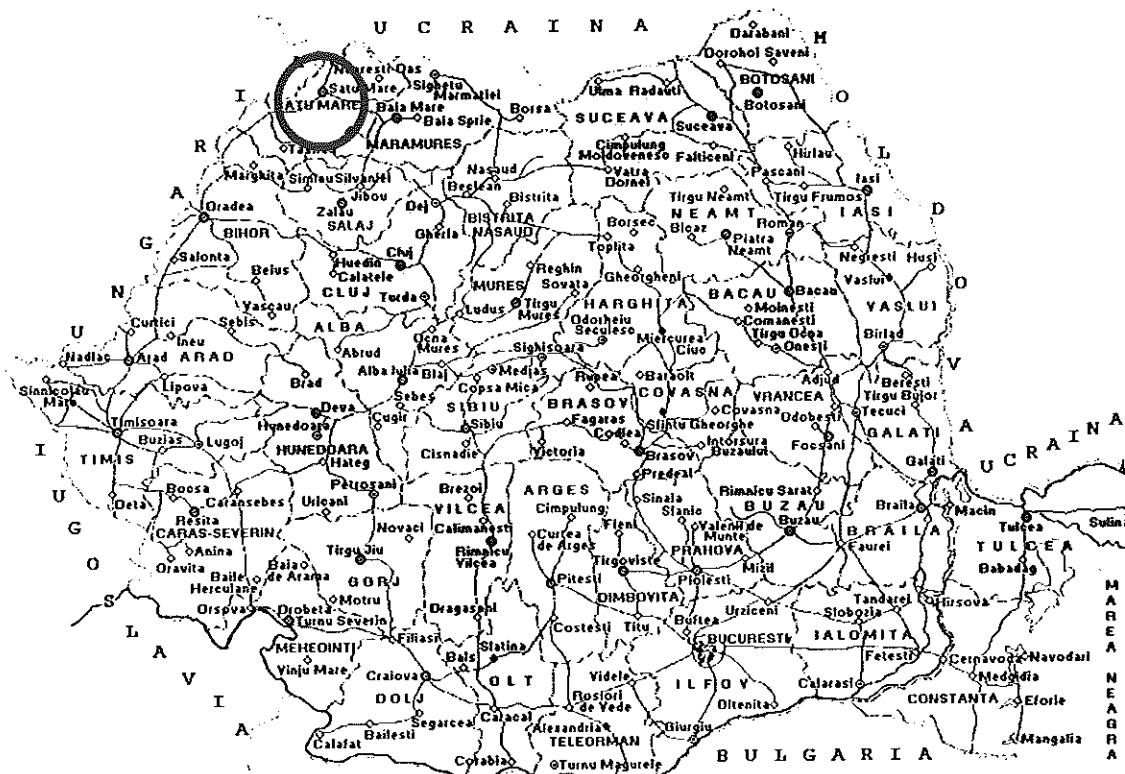 UCRAINA
MOLDOVA
UNGARIA
IUGOSLAVIA
BULGARIA
UCRAINA
MAREA NEAGRA
Darabani
Dorohoi Saveni
BOTOSANI
Botosani
Negresti Oas
Satu Mare
SATU MARE
Sighetu
Marmatiei
Borsa
Baia Mare
Baia Sprie
MARAMURES
Radauti
SUCEAVA
Suceava
Cimpulung
Moldovenesc
Falticeni
Vatra
Dornei
Hirlau
Pascani
Iasi
Tirgu Frumos
IASI
Marghita
Simleu Silvaniei
Jibou
Zalau
SALAJ
Nasaud
Beclean
Bistrita
Dej
BISTRITA
NASAUD
Gherla
Tirgu Neamt
NEAMT
Borsec
Bicaz
Piatra
Neamt
Roman
Oradea
BIHOR
Toplita
Negresti
Husi
Salonta
Beius
Huedin
Calatele
Cluj
CLUJ
Reghin
Sovata
Gheorgheni
Vaslui
VASLUI
MURES
BACAU
Bacau
Vascau
Turda
Ludus
Tirgu
Mures
HARGHITA
Moinesti
Comanesti
Odorheiu
Secuiesc
Tirgu Ocna
Onesti
Birlad
Curtici
Ineu
Sebis
ALBA
Ocna
Mures
Miercurea
Ciuc
Nadlac
Arad
ARAD
Abrud
Sighisoara
Alba Iulia
Blaj
Medias
Copsa Mica
Rupea
Baraolt
Adjud
Beresti
Sinnicolau
Mare
Lipova
Brad
COVASNA
VRANCEA
Tirgu Bujor
Deva
Sebes
SIBIU
BRASOV
Covasna
Odobesti
Tecuci
Timisoara
Hunedoara
Cugir
Sibiu
Fagaras
Sfintu Gheorghe
Focsani
GALATI
Buzias
Lugoj
HUNEDOARA
Codlea
Intorsura
Buzaului
TIMIS
Hateg
Cisnadie
Victoria
Brasov
Predeal
Galati
Deta
Bocsa
Caransebes
Uricani
Petrosani
Brezoi
ARGES
Sinaia
Rimnicu Sarat
Braila
Macin
Resita
CARAS-SEVERIN
VILCEA
Cimpulung
Slanic
BUZAU
Buzau
BRAILA
Tulcea
Sulina
Novaci
Calimanesti
Fieni
Valenii de
Munte
TULCEA
Anina
Oravita
Tirgu Jiu
Rimnicu
Vilcea
Curtea
de Arges
PRAHOVA
Faurei
Babadag
Baile
Herculane
Baia
de Arama
GORJ
Pitesti
Tirgoviste
Ploiesti
Mizil
Motru
DIMBOVITA
Urziceni
Tandarei
Hirsova
Orsova
Drobeta
Turnu Severin
Dragasani
Costesti
Titu
Buftea
Slobozia
Filiasi
BUCURESTI
IALOMITA
MEHEDINTI
Vinju Mare
Bals
Slatina
Fetesti
Cernavoda
Navodari
Craiova
OLT
Videle
ILFOV
Calarasi
Medgidia
DOLJ
Rosiori
de Vede
Oltenita
CONSTANTA
Eforie
Segarcea
Caracal
Alexandria
Giurgiu
Calafat
Bailesti
TELEORMAN
Mangalia
Corabia
Turnu Magurele